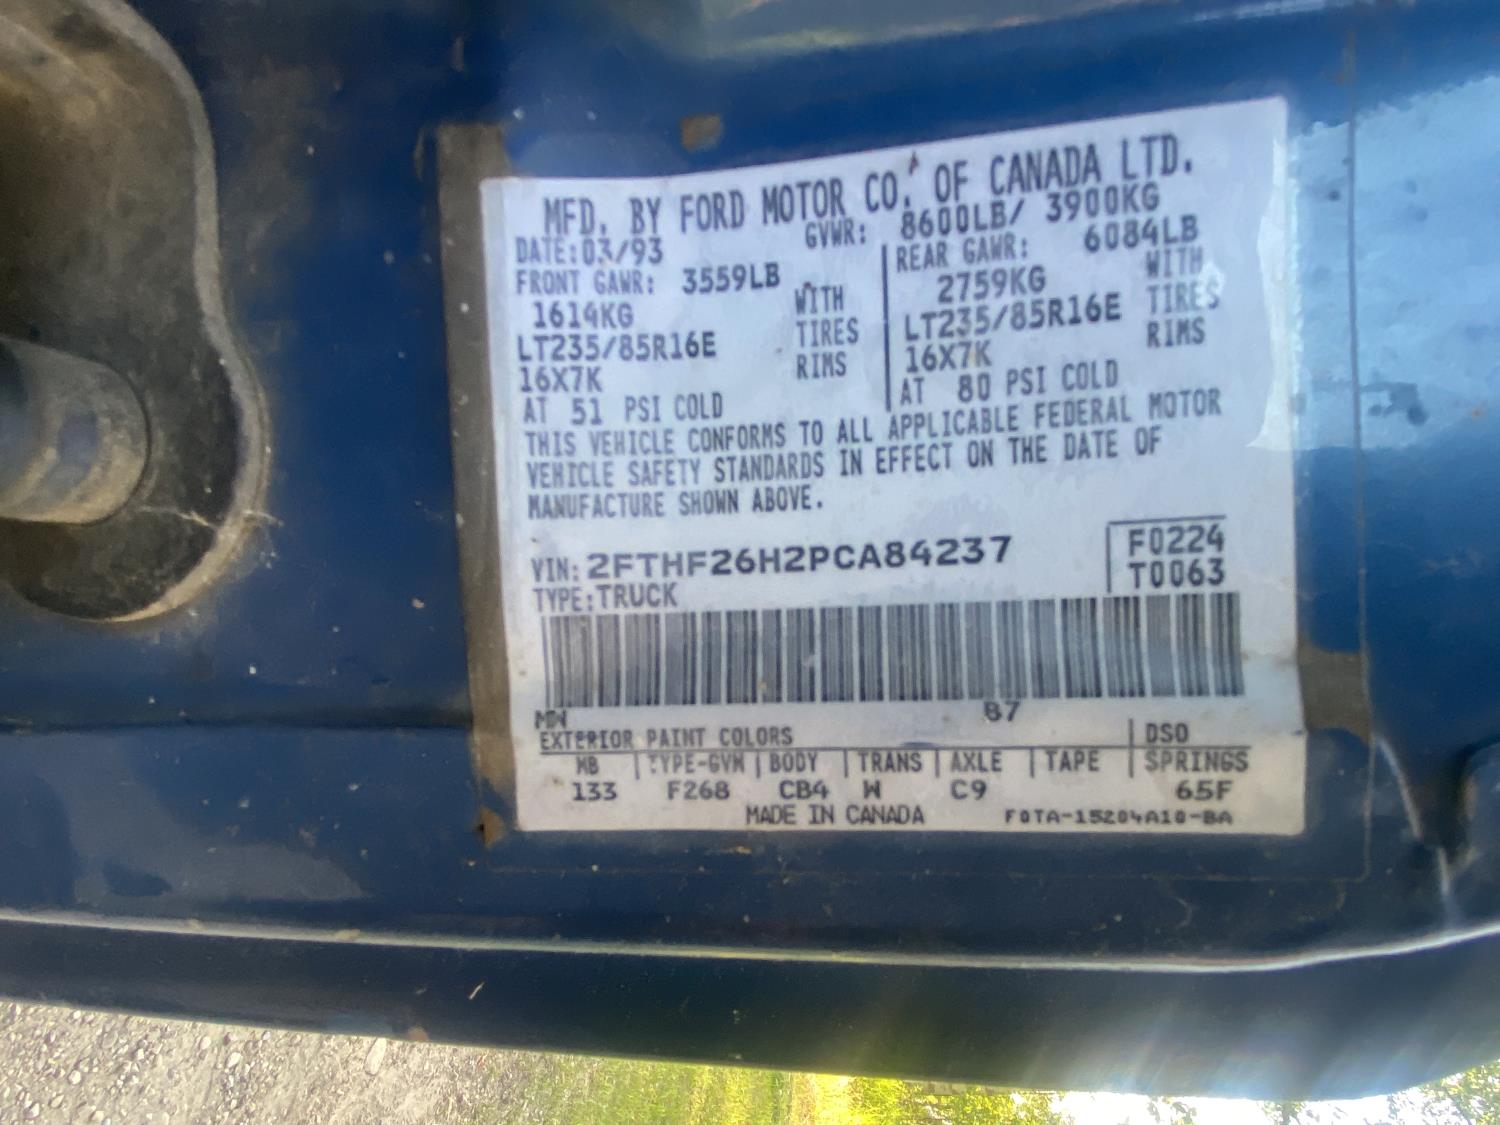 MFD. BY FORD MOTOR CO. OF CANADA LTD.
DATE:03/93 GVWR: 8600LB/ 3900KG
FRONT GAWR: 3559LB REAR GAWR: 6084LB
1614KG WITH 2759KG WITH
LT235/85R16E TIRES LT235/85R16E TIRES
16X7K RIMS 16X7K RIMS
AT 51 PSI COLD AT 80 PSI COLD
THIS VEHICLE CONFORMS TO ALL APPLICABLE FEDERAL MOTOR
VEHICLE SAFETY STANDARDS IN EFFECT ON THE DATE OF
MANUFACTURE SHOWN ABOVE.
VIN: 2FTHF26H2PCA84237 F0224
TYPE:TRUCK T0063
B7
EXTERIOR PAINT COLORS DSO
WB TYPE-GVW BODY TRANS AXLE TAPE SPRINGS
133 F268 CB4 W C9 65F
MADE IN CANADA F0TA-15204A10-BA